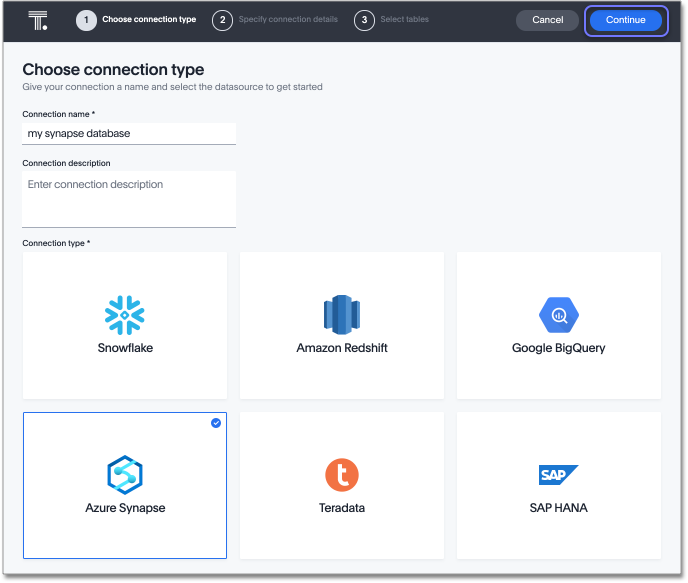 T.
1 Choose connection type 2 Specify connection details 3 Select tables Cancel Continue
Choose connection type
Give your connection a name and select the datasource to get started
Connection name *
my synapse database
Connection description
Enter connection description
Connection type *
Snowflake Amazon Redshift Google BigQuery
t SAP
Azure Synapse Teradata SAP HANA